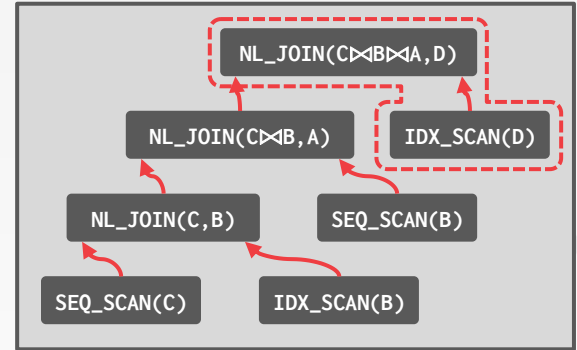 NL_JOIN(C⨝B⨝A,D)
NL_JOIN(C⨝B,A)
IDX_SCAN(D)
NL_JOIN(C,B)
SEQ_SCAN(B)
SEQ_SCAN(C)
IDX_SCAN(B)